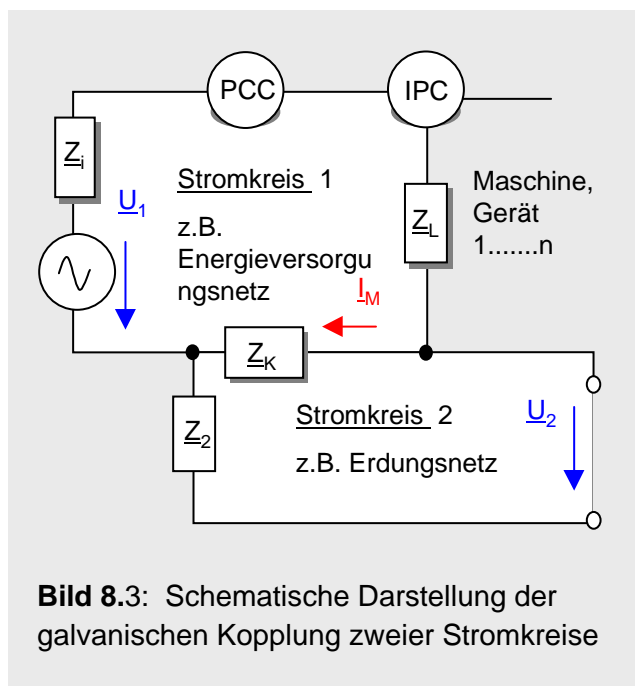 PCC
IPC
Z_i
U_1
Stromkreis 1
z.B.
Energieversorgu
ngsnetz
Z_L
Maschine,
Gerät
1.......n
I_M
Z_K
Z_2
Stromkreis 2
z.B. Erdungsnetz
U_2
Bild 8.3: Schematische Darstellung der
galvanischen Kopplung zweier Stromkreise